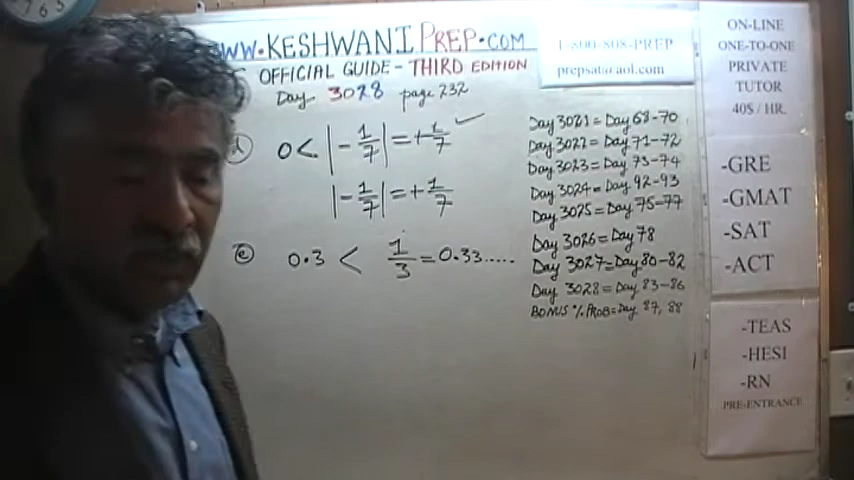 WWW.KESHWANIPREP.COM
OFFICIAL GUIDE - THIRD EDITION
Day 3028 page 232
d 0 < |-1/7| = +1/7 ✓
|-1/7| = +1/7
e 0.3 < 1/3 = 0.33.....
1-800-808-PREP
prepsat@aol.com
Day 3021 = Day 68-70
Day 3022 = Day 71-72
Day 3023 = Day 73-74
Day 3024 = Day 92-93
Day 3025 = Day 75-77
Day 3026 = Day 78
Day 3027 = Day 80-82
Day 3028 = Day 83-86
BONUS % PROB = Day 87, 88
ON-LINE
ONE-TO-ONE
PRIVATE
TUTOR
40$ / HR.
-GRE
-GMAT
-SAT
-ACT
-TEAS
-HESI
-RN
PRE-ENTRANCE